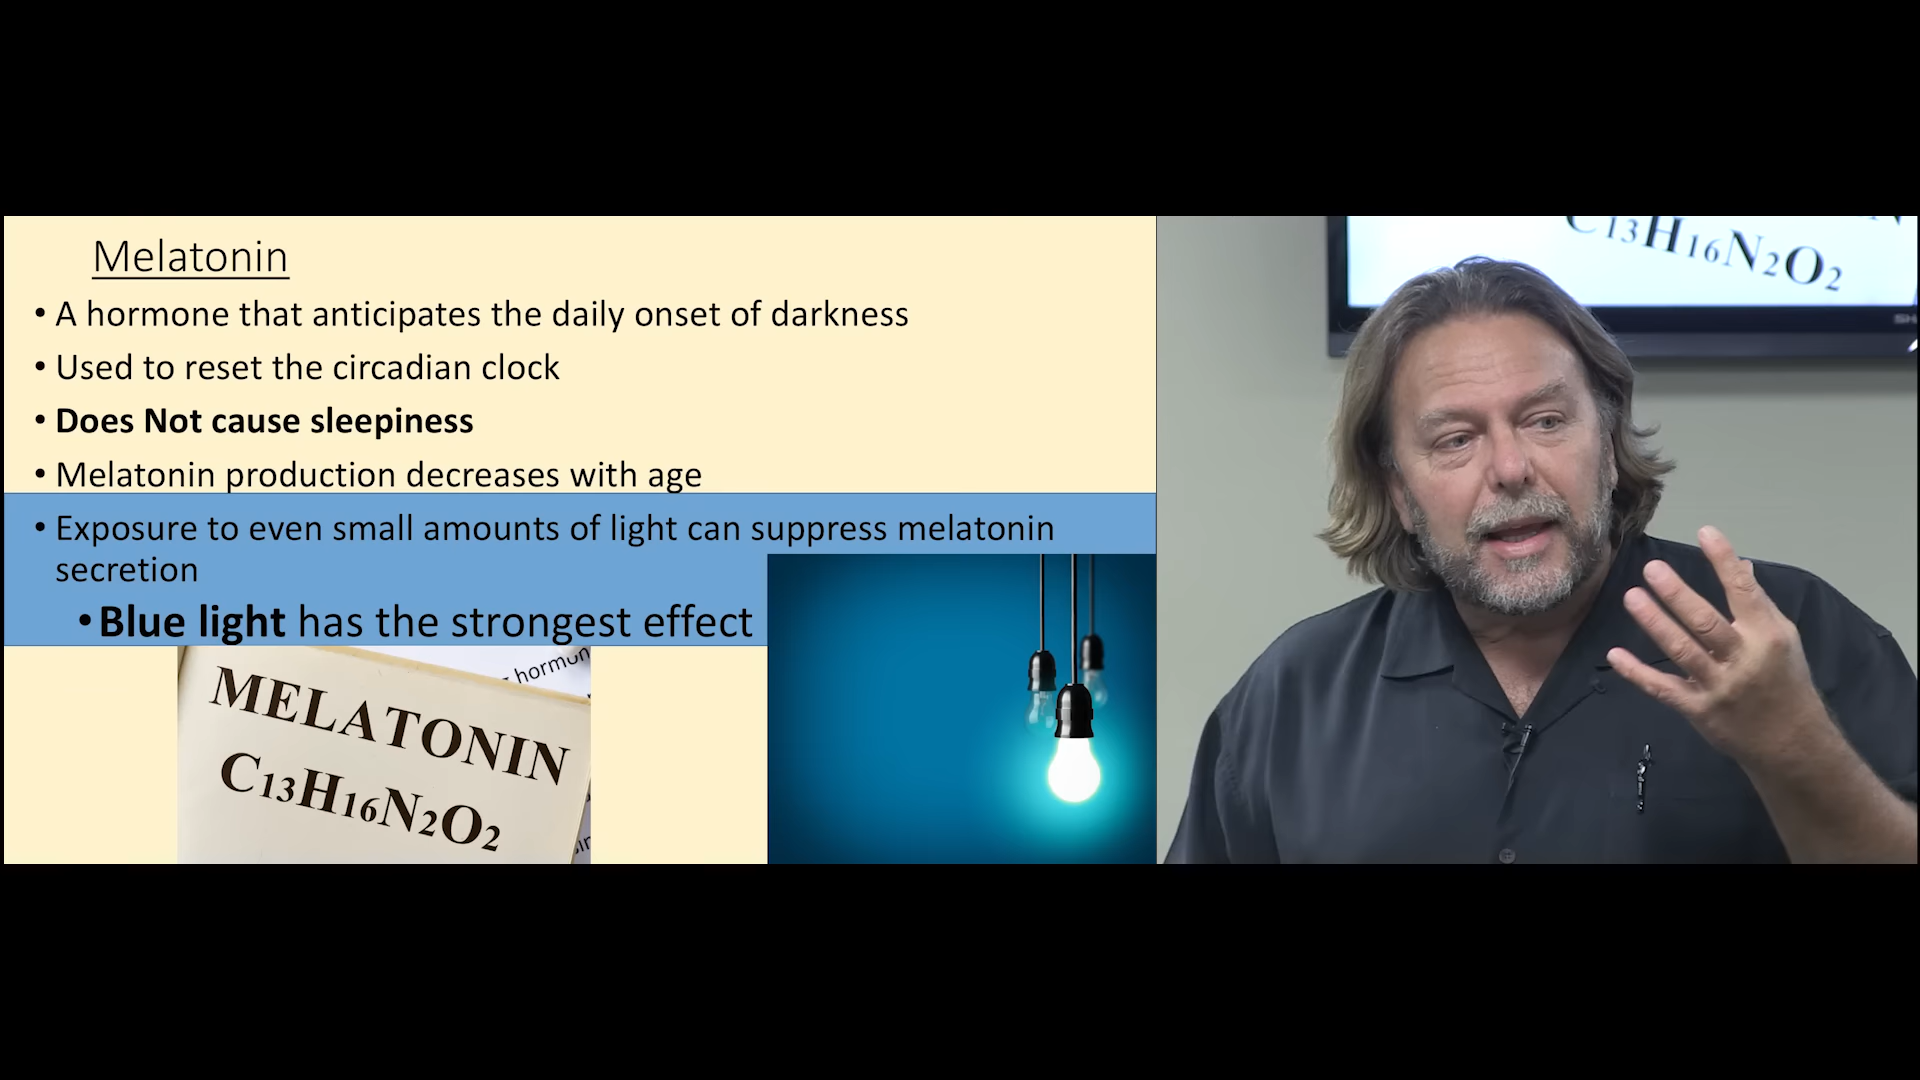 Melatonin
• A hormone that anticipates the daily onset of darkness
• Used to reset the circadian clock
• Does Not cause sleepiness
• Melatonin production decreases with age
• Exposure to even small amounts of light can suppress melatonin
secretion
• Blue light has the strongest effect
hormon
MELATONIN
C13H16N2O2
C13H16N2O2